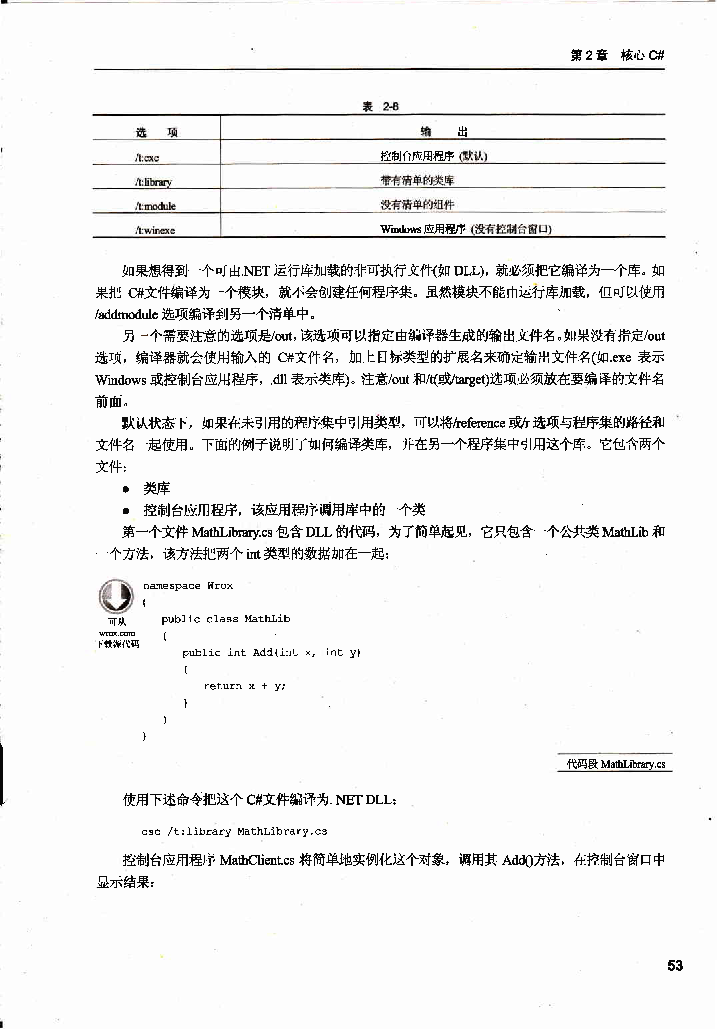 第 2 章 核心 C#
表 2-8
选 项 输 出
/t:exe 控制台应用程序 (默认)
/t:library 带有清单的类库
/t:module 没有清单的组件
/t:winexe Windows 应用程序 (没有控制台窗口)
如果想得到一个可由.NET 运行库加载的非可执行文件(如 DLL)，就必须把它编译为一个库。如
果把 C#文件编译为一个模块，就不会创建任何程序集。虽然模块不能由运行库加载，但可以使用
/addmodule 选项编译到另一个清单中。
另一个需要注意的选项是/out，该选项可以指定由编译器生成的输出文件名。如果没有指定/out
选项，编译器就会使用输入的 C#文件名，加上目标类型的扩展名来确定输出文件名(如.exe 表示
Windows 或控制台应用程序，.dll 表示类库)。注意/out 和/t(或/target)选项必须放在要编译的文件名
前面。
默认状态下，如果在未引用的程序集中引用类型，可以将/reference 或/r 选项与程序集的路径和
文件名一起使用。下面的例子说明了如何编译类库，并在另一个程序集中引用这个库。它包含两个
文件：
● 类库
● 控制台应用程序，该应用程序调用库中的一个类
第一个文件 MathLibrary.cs 包含 DLL 的代码，为了简单起见，它只包含一个公共类 MathLib 和
一个方法，该方法把两个 int 类型的数据加在一起：
namespace Wrox
{
可从
public class MathLib
wrox.com
{
下载源代码
public int Add(int x, int y)
{
return x + y;
}
}
}
代码段 MathLibrary.cs
使用下述命令把这个 C#文件编译为. NET DLL：
csc /t:library MathLibrary.cs
控制台应用程序 MathClient.cs 将简单地实例化这个对象，调用其 Add()方法，在控制台窗口中
显示结果：
53